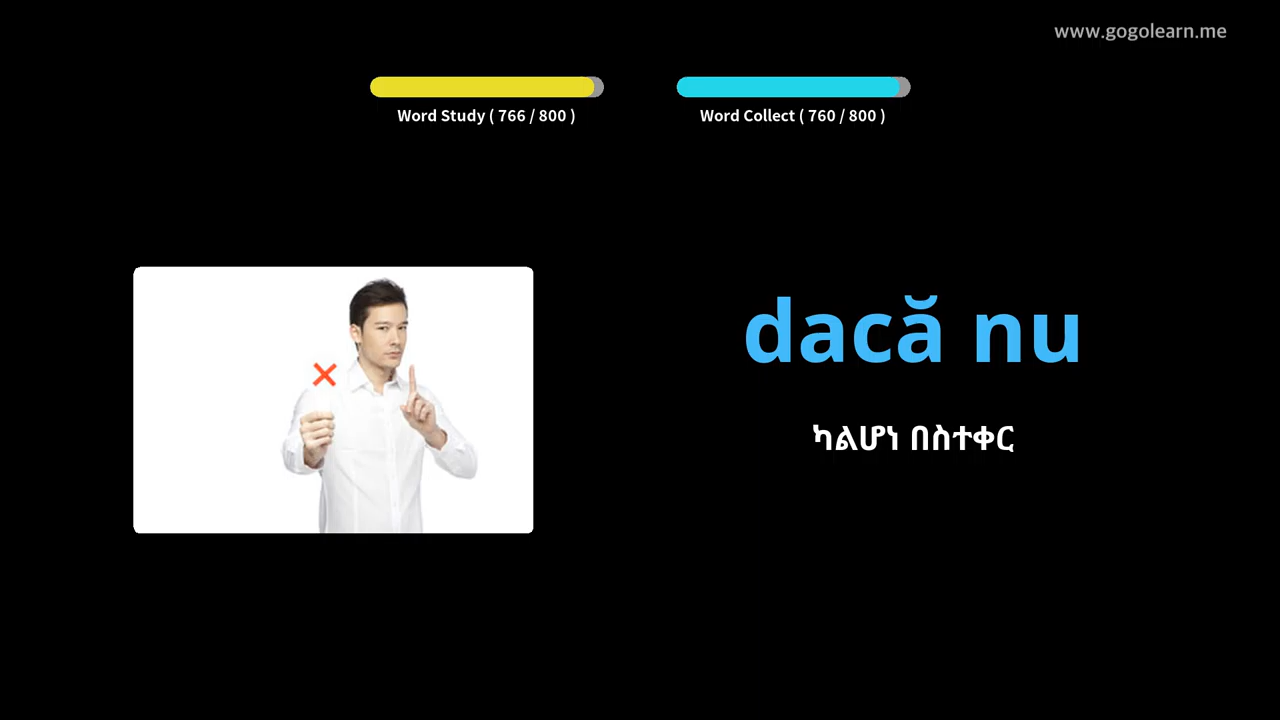 www.gogolearn.me
Word Study ( 766 / 800 )
Word Collect ( 760 / 800 )
dacă nu
ካልሆነ በስተቀር